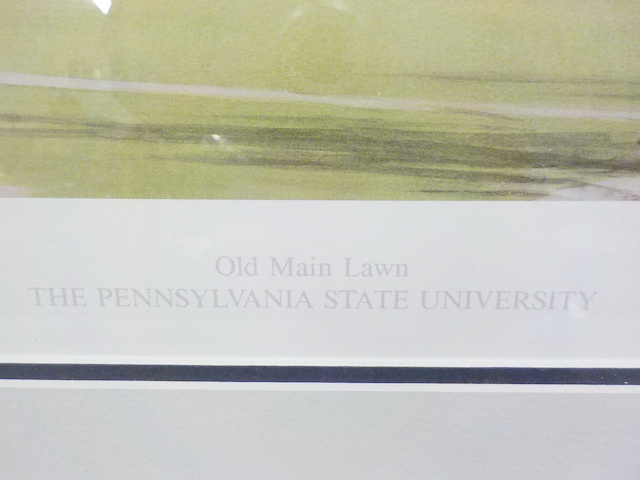 Old Main Lawn
THE PENNSYLVANIA STATE UNIVERSITY